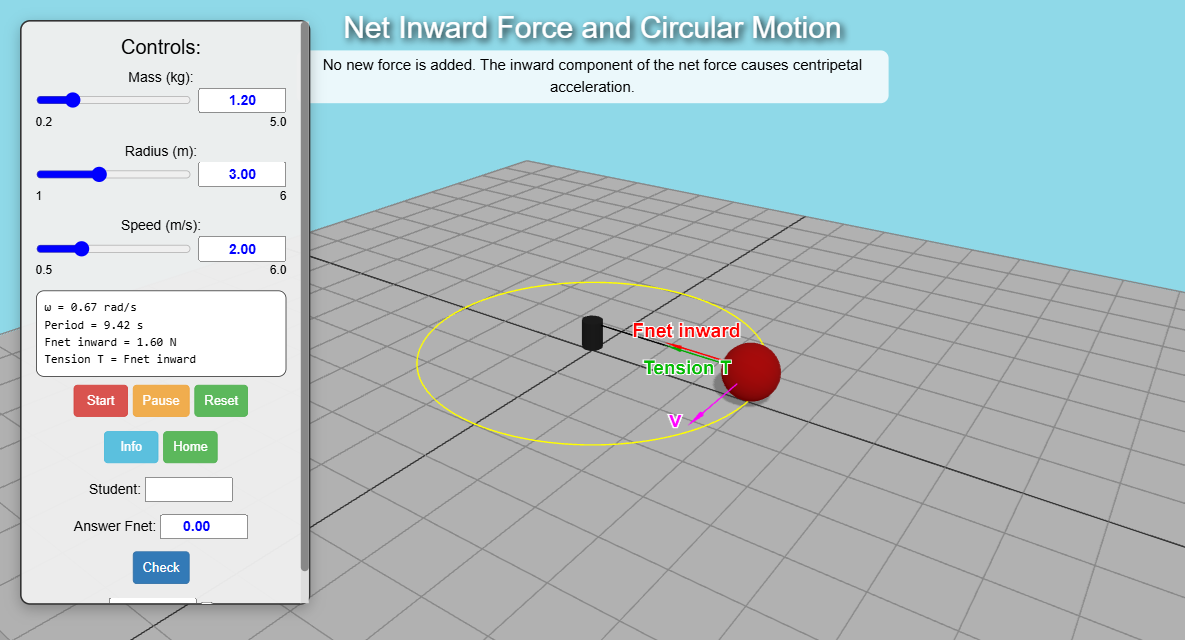 Net Inward Force and Circular Motion
No new force is added. The inward component of the net force causes centripetal
acceleration.
Controls:
Mass (kg):
1.20
0.2 5.0
Radius (m):
3.00
1 6
Speed (m/s):
2.00
0.5 6.0
ω = 0.67 rad/s
Period = 9.42 s
Fnet inward = 1.60 N
Tension T = Fnet inward
Start Pause Reset
Info Home
Student:
Answer Fnet: 0.00
Check
Fnet inward
Tension T
v